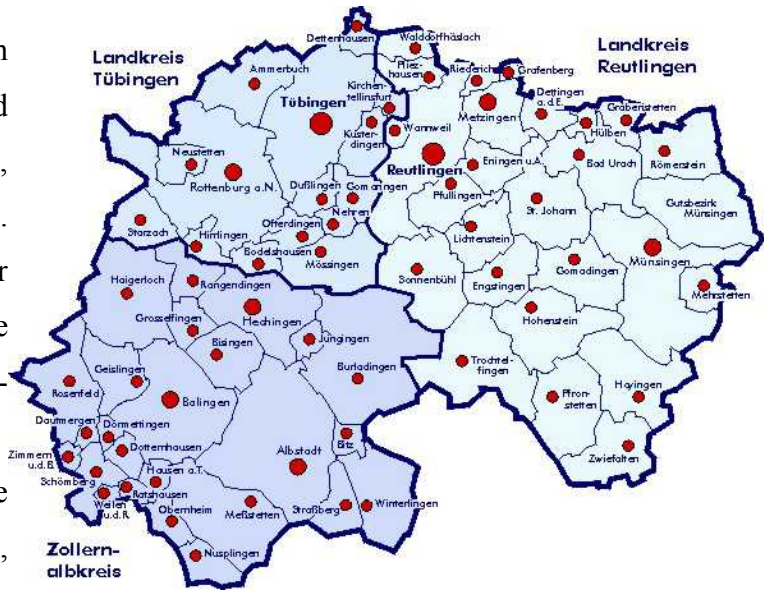 Landkreis
Tübingen
Landkreis
Reutlingen
Zollern-
albkreis
Dettenhausen
Walddorfhäslach
Ammerbuch
Pliez-
hausen
Riederich
Grafenberg
Kirchen-
tellinsfurt
Tübingen
Metzingen
Dettingen
a.d.E.
Grabenstetten
Hülben
Kuster-
dingen
Wannweil
Neustetten
Rottenburg a.N.
Reutlingen
Eningen u.A.
Bad Urach
Römerstein
Dußlingen
Gomaringen
Pfullingen
St. Johann
Gutsbezirk
Münsingen
Starzach
Hirrlingen
Ofterdingen
Nehren
Bodelshausen
Mössingen
Lichtenstein
Sonnenbühl
Engstingen
Gomadingen
Münsingen
Mehrstetten
Haigerloch
Rangendingen
Hechingen
Grosselfingen
Bisingen
Jungingen
Hohenstein
Burladingen
Trochtel-
fingen
Geislingen
Rosenfeld
Balingen
Pfron-
stetten
Hayingen
Zwiefalten
Dautmergen
Dormettingen
Dotternhausen
Albstadt
Bitz
Zimmern
u.d.B.
Schömberg
Hausen a.T.
Ratshausen
Weilen
u.d.R
Obernheim
Meßstetten
Straßberg
Winterlingen
Nusplingen
n
d
,
.
r
e
-
e
,